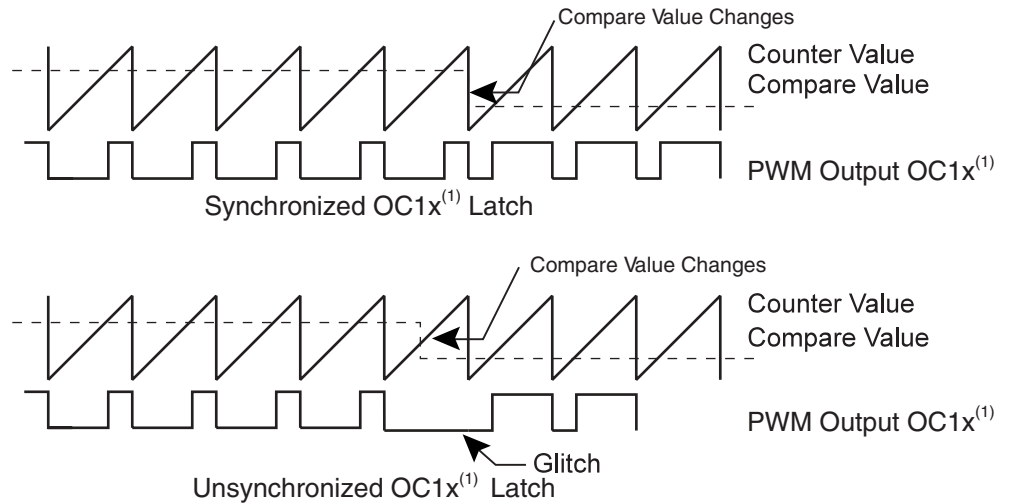 Compare Value Changes
Counter Value
Compare Value
PWM Output OC1x(1)
Synchronized OC1x(1) Latch
Compare Value Changes
Counter Value
Compare Value
PWM Output OC1x(1)
Glitch
Unsynchronized OC1x(1) Latch